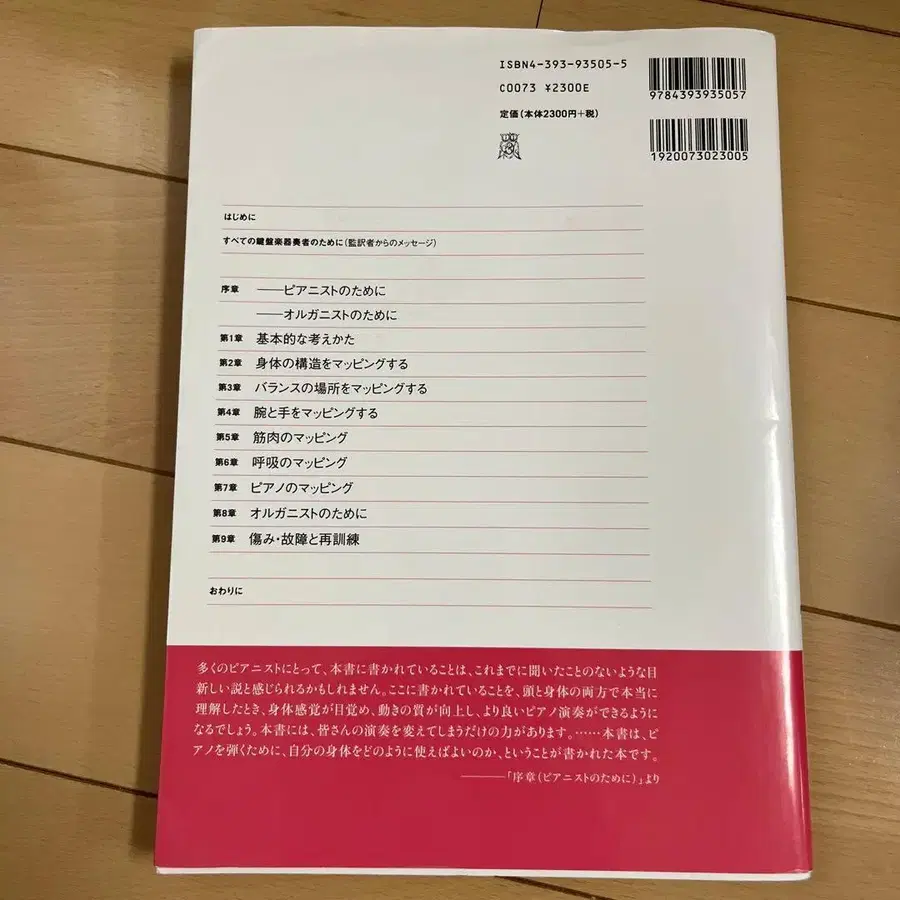 ISBN4-393-93505-5
C0073 ¥2300E
定価(本体2300円+税)
9784393935057
1920073023005
はじめに
すべての鍵盤楽器奏者のために(監訳者からのメッセージ)
序章 ──ピアニストのために
──オルガニストのために
第1章 基本的な考えかた
第2章 身体の構造をマッピングする
第3章 バランスの場所をマッピングする
第4章 腕と手をマッピングする
第5章 筋肉のマッピング
第6章 呼吸のマッピング
第7章 ピアノのマッピング
第8章 オルガニストのために
第9章 傷み・故障と再訓練
おわりに
多くのピアニストにとって、本書に書かれていることは、これまでに聞いたことのないような目
新しい説と感じられるかもしれません。ここに書かれていることを、頭と身体の両方で本当に
理解したとき、身体感覚が目覚め、動きの質が向上し、より良いピアノ演奏ができるように
なるでしょう。本書には、皆さんの演奏を変えてしまうだけの力があります。……本書は、ピ
アノを弾くために、自分の身体をどのように使えばよいのか、ということが書かれた本です。
────「序章(ピアニストのために)」より